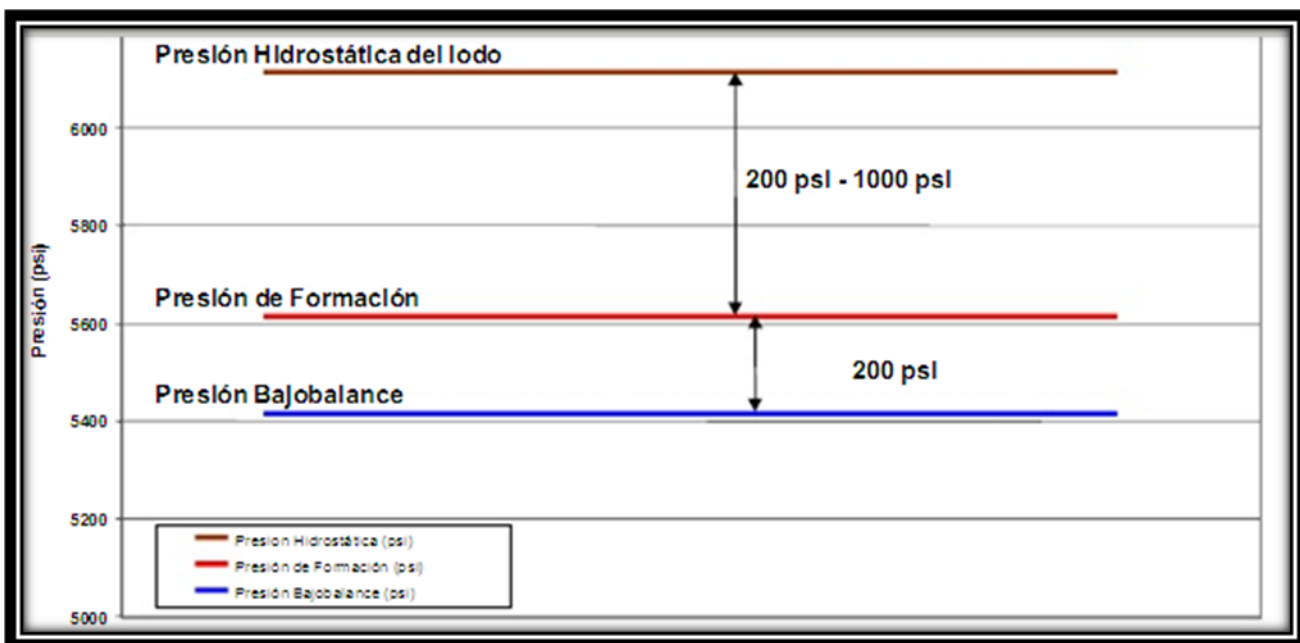 Presión Hidrostática del lodo
6000
200 psI - 1000 psI
5800
Presión (psi)
Presión de Formación
5600
200 psI
Presión Bajobalance
5400
5200
Presion Hidrostática (psi)
Presión de Formación (psi)
Presión Bajobalance (psi)
5000